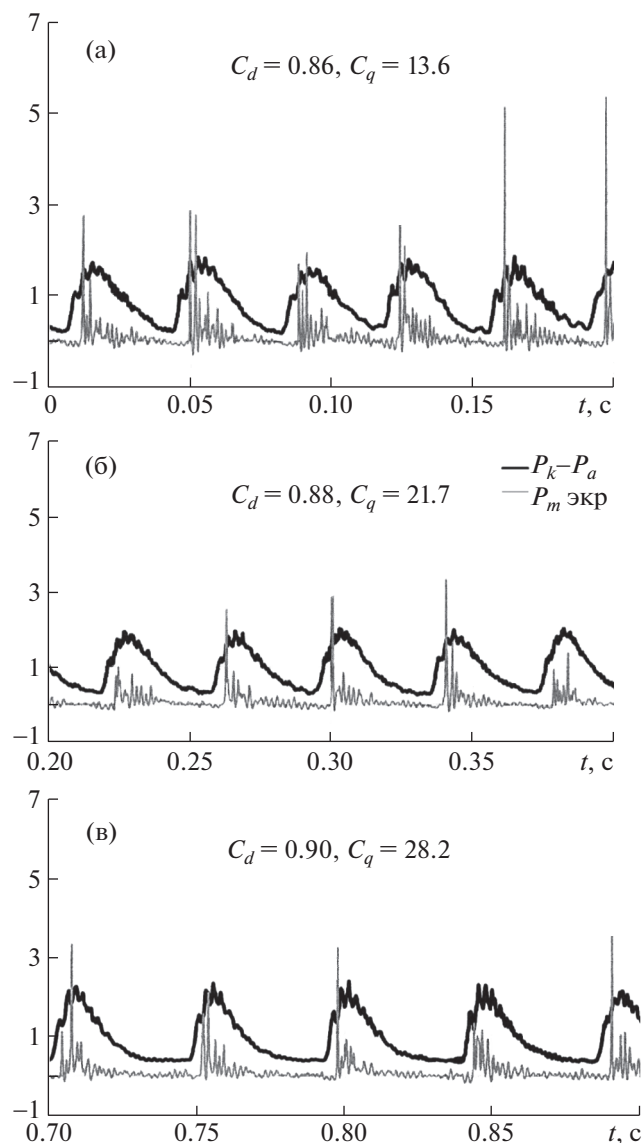 (а)
C_d = 0.86, C_q = 13.6
7
5
3
1
–1
0 0.05 0.10 0.15 t, с
(б)
C_d = 0.88, C_q = 21.7
P_k–P_a
P_m экр
7
5
3
1
–1
0.20 0.25 0.30 0.35 t, с
(в)
C_d = 0.90, C_q = 28.2
7
5
3
1
–1
0.70 0.75 0.80 0.85 t, с